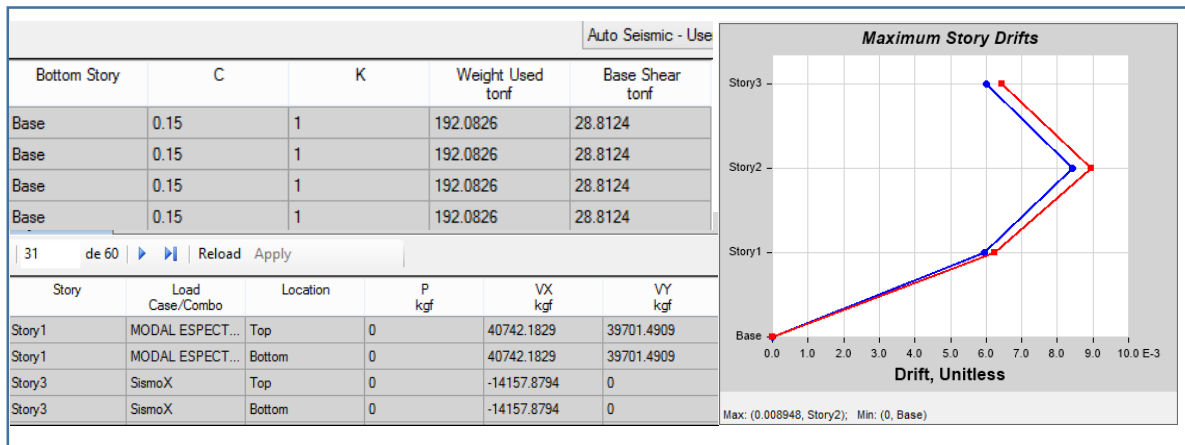 Auto Seismic - Use
Bottom Story C K Weight Used tonf Base Shear tonf
Base 0.15 1 192.0826 28.8124
Base 0.15 1 192.0826 28.8124
Base 0.15 1 192.0826 28.8124
Base 0.15 1 192.0826 28.8124
31 de 60 Reload Apply
Story Load Case/Combo Location P kgf VX kgf VY kgf
Story1 MODAL ESPECT... Top 0 40742.1829 39701.4909
Story1 MODAL ESPECT... Bottom 0 40742.1829 39701.4909
Story3 SismoX Top 0 -14157.8794 0
Story3 SismoX Bottom 0 -14157.8794 0
Maximum Story Drifts
Story3
Story2
Story1
Base
0.0 1.0 2.0 3.0 4.0 5.0 6.0 7.0 8.0 9.0 10.0 E-3
Drift, Unitless
Max: (0.008948, Story2); Min: (0, Base)